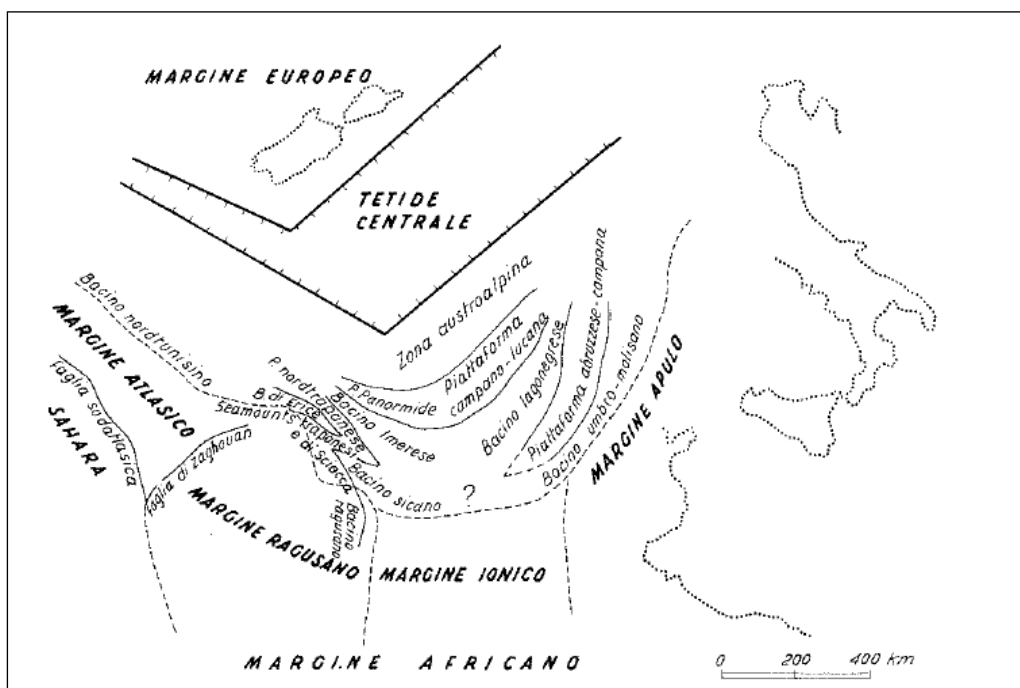 MARGINE EUROPEO
TETIDE
CENTRALE
Bacino nordtunisino
MARGINE ATLASICO
Faglia sudatlasica
SAHARA
Faglia di Zaghouan
Zona austroalpina
Piattaforma
campano-lucana
P. Panormide
P. nordtrapanese
B. di Erice
Seamounts trapanesi
e di Sciacca
Bacino Imerese
Bacino lagonegrese
Piattaforma abruzzese-campana
Bacino umbro-molisano
MARGINE APULO
Bacino sicano
?
Bacino
ragusano
MARGINE RAGUSANO
MARGINE IONICO
MARGINE AFRICANO
0 200 400 km